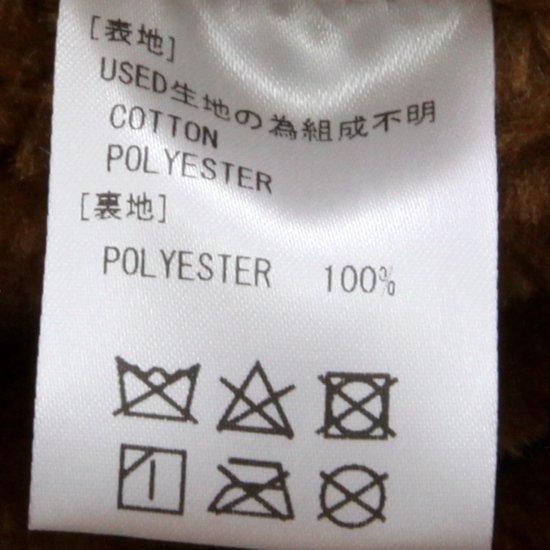 [表地]
USED生地の為組成不明
COTTON
POLYESTER
[裏地]
POLYESTER 100%